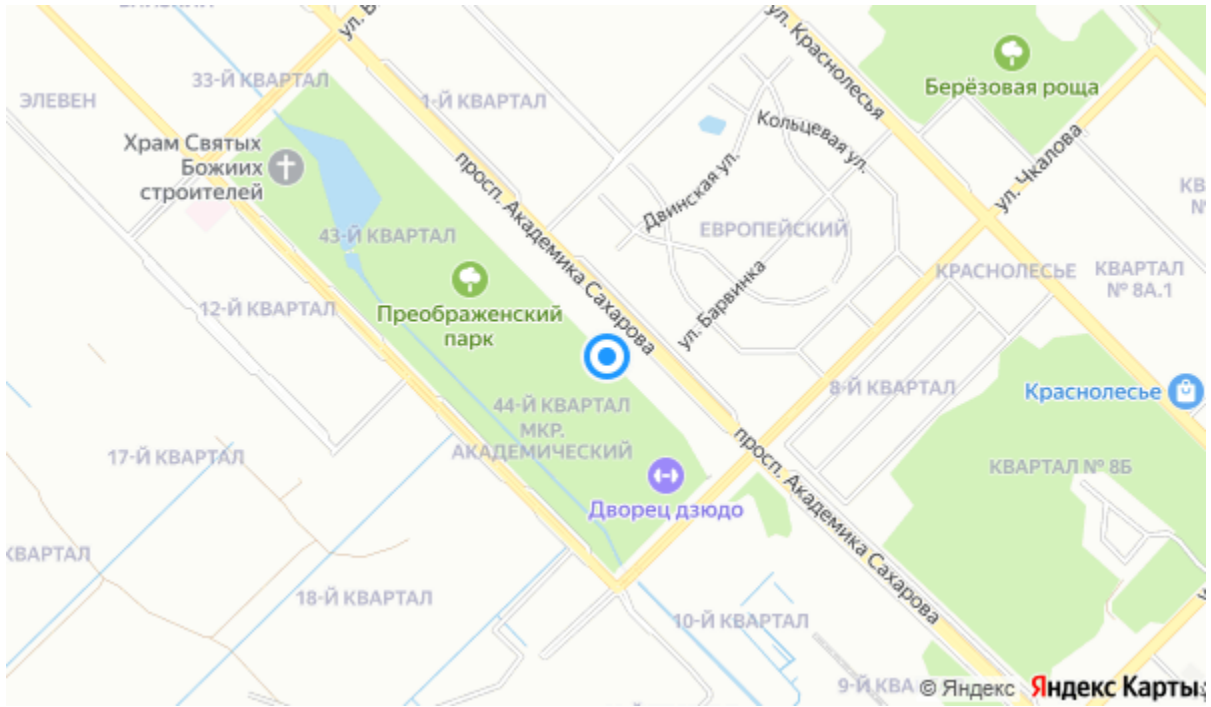 ул. Краснолесья
33-Й КВАРТАЛ
ЭЛЕВЕН
1-Й КВАРТАЛ
Берёзовая роща
Кольцевая ул.
Храм Святых
Божиих
строителей
просп. Академика Сахарова
Двинская ул.
ул. Чкалова
43-Й КВАРТАЛ
ЕВРОПЕЙСКИЙ
КРАСНОЛЕСЬЕ
КВАРТАЛ
№ 8А.1
12-Й КВАРТАЛ
Преображенский
парк
ул. Барвинка
8-Й КВАРТАЛ
Краснолесье
44-Й КВАРТАЛ
МКР.
АКАДЕМИЧЕСКИЙ
17-Й КВАРТАЛ
просп. Академика Сахарова
КВАРТАЛ № 8Б
Дворец дзюдо
КВАРТАЛ
18-Й КВАРТАЛ
10-Й КВАРТАЛ
© Яндекс Яндекс Карты